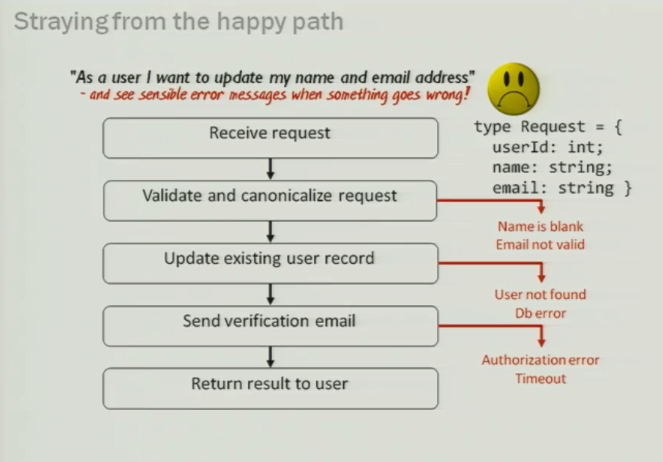 Straying from the happy path
"As a user I want to update my name and email address"
- and see sensible error messages when something goes wrong!
type Request = {
userId: int;
name: string;
email: string }
Receive request
Validate and canonicalize request
Name is blank
Email not valid
Update existing user record
User not found
Db error
Send verification email
Authorization error
Timeout
Return result to user